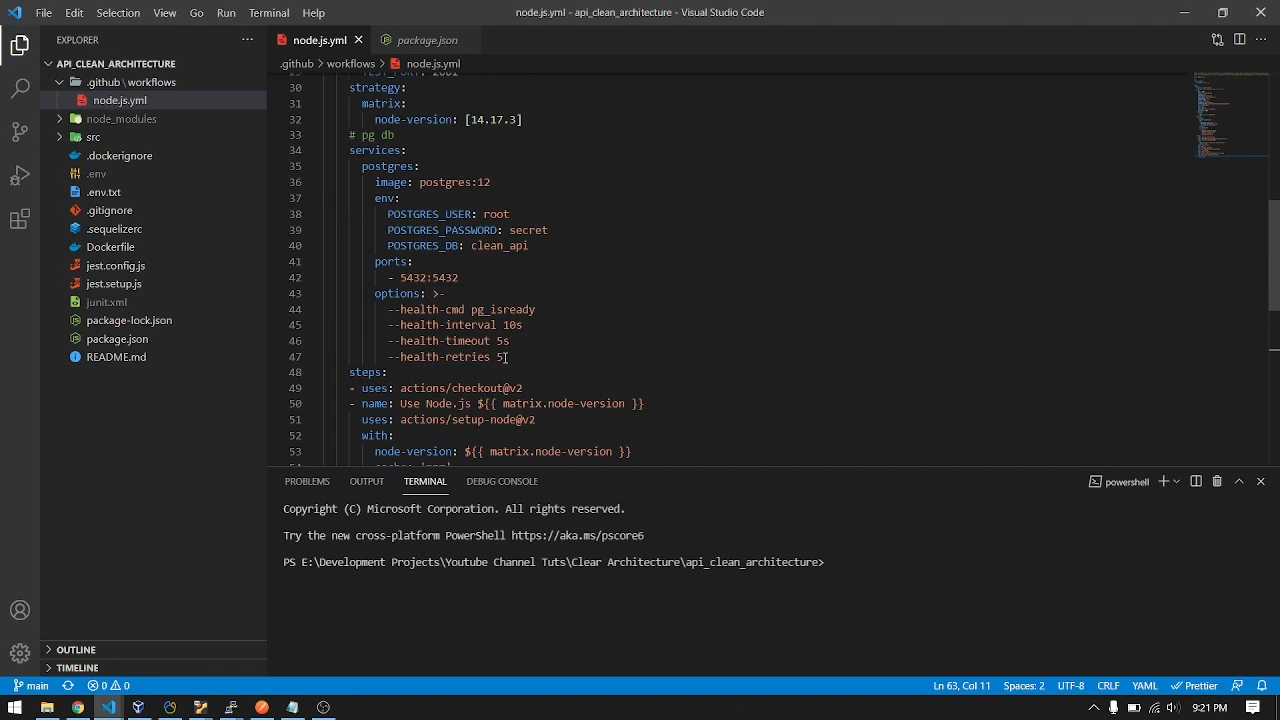 File Edit Selection View Go Run Terminal Help
node.js.yml - api_clean_architecture - Visual Studio Code
EXPLORER
API_CLEAN_ARCHITECTURE
.github\workflows
node.js.yml
node_modules
src
.dockerignore
.env
.env.txt
.gitignore
.sequelizerc
Dockerfile
jest.config.js
jest.setup.js
junit.xml
package-lock.json
package.json
README.md
OUTLINE
TIMELINE
node.js.yml package.json
.github > workflows > node.js.yml
29 TEST_PORT: 2001
30 strategy:
31 matrix:
32 node-version: [14.17.3]
33 # pg db
34 services:
35 postgres:
36 image: postgres:12
37 env:
38 POSTGRES_USER: root
39 POSTGRES_PASSWORD: secret
40 POSTGRES_DB: clean_api
41 ports:
42 - 5432:5432
43 options: >-
44 --health-cmd pg_isready
45 --health-interval 10s
46 --health-timeout 5s
47 --health-retries 5
48 steps:
49 - uses: actions/checkout@v2
50 - name: Use Node.js ${{ matrix.node-version }}
51 uses: actions/setup-node@v2
52 with:
53 node-version: ${{ matrix.node-version }}
PROBLEMS OUTPUT TERMINAL DEBUG CONSOLE
powershell
Copyright (C) Microsoft Corporation. All rights reserved.
Try the new cross-platform PowerShell https://aka.ms/pscore6
PS E:\Development Projects\Youtube Channel Tuts\Clear Architecture\api_clean_architecture>
main 0 0 Ln 63, Col 11 Spaces: 2 UTF-8 CRLF YAML Prettier
9:21 PM